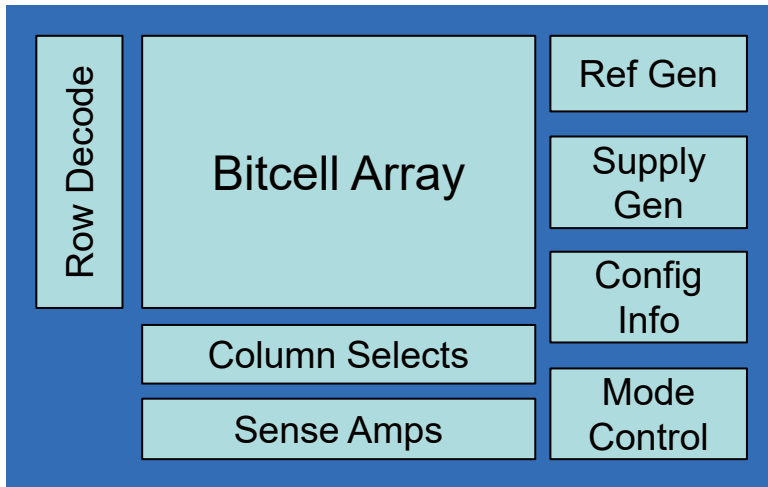 Row Decode
Bitcell Array
Column Selects
Sense Amps
Ref Gen
Supply
Gen
Config
Info
Mode
Control